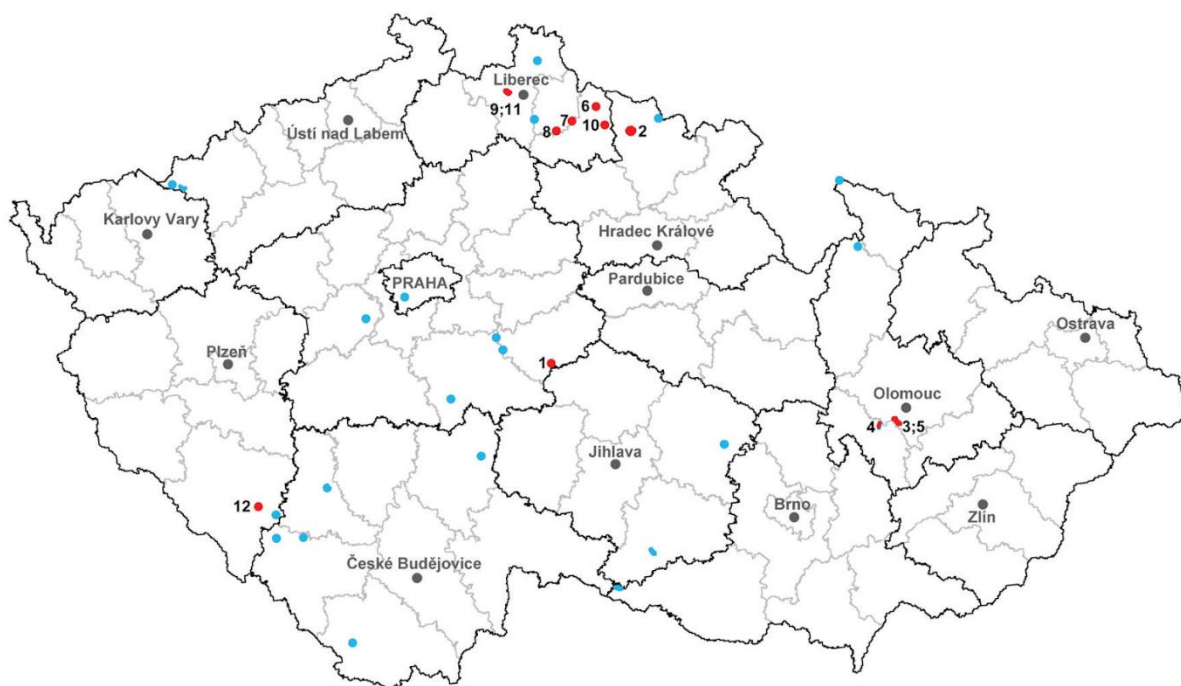 Liberec
9;11
6
7
8
10
2
Ústí nad Labem
Karlovy Vary
Hradec Králové
PRAHA
Pardubice
Ostrava
Plzeň
1
Olomouc
4
3;5
Jihlava
12
Brno
Zlín
České Budějovice